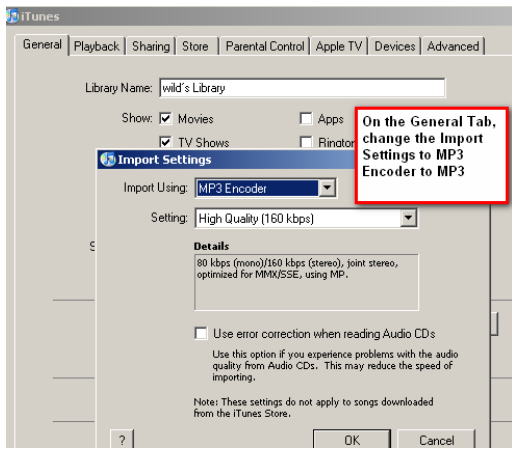 iTunes
General Playback Sharing Store Parental Control Apple TV Devices Advanced
Library Name: wild's Library
Show: Movies Apps
TV Shows
On the General Tab,
change the Import
Settings to MP3
Encoder to MP3
Import Settings
Import Using: MP3 Encoder
Setting: High Quality (160 kbps)
Details
80 kbps (mono)/160 kbps (stereo), joint stereo,
optimized for MMX/SSE, using MP.
Use error correction when reading Audio CDs
Use this option if you experience problems with the audio
quality from Audio CDs. This may reduce the speed of
importing.
Note: These settings do not apply to songs downloaded
from the iTunes Store.
? OK Cancel